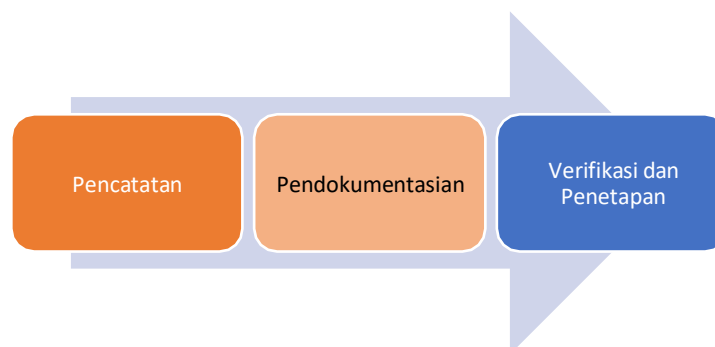 Pencatatan
Pendokumentasian
Verifikasi dan
Penetapan